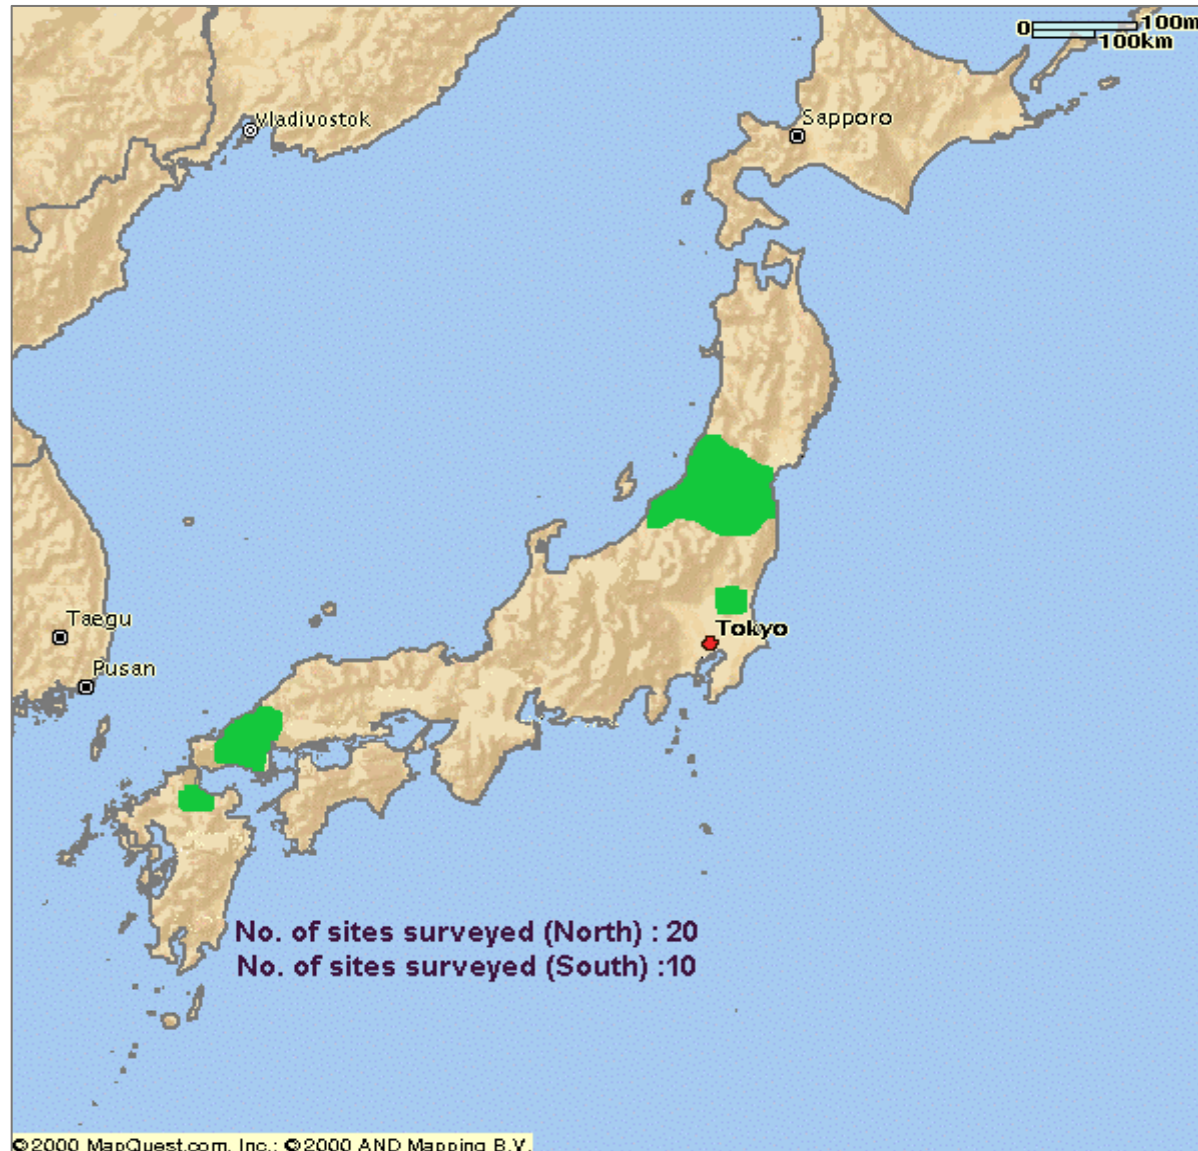 0 100m
100km
Vladivostok
Sapporo
Taegu
Tokyo
Pusan
No. of sites surveyed (North) : 20
No. of sites surveyed (South) :10
©2000 MapQuest.com, Inc.; ©2000 AND Mapping B.V.